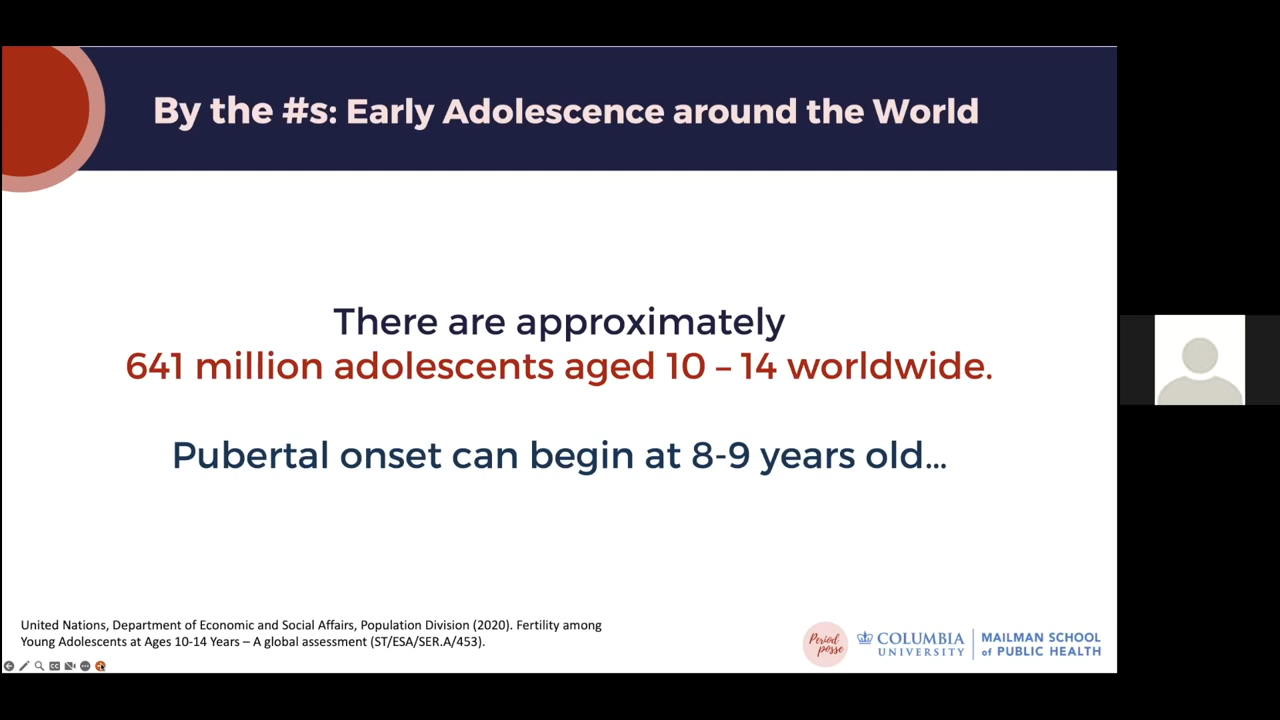 By the #s: Early Adolescence around the World
There are approximately
641 million adolescents aged 10 – 14 worldwide.
Pubertal onset can begin at 8-9 years old...
United Nations, Department of Economic and Social Affairs, Population Division (2020). Fertility among
Young Adolescents at Ages 10-14 Years – A global assessment (ST/ESA/SER.A/453).
Period
posse
COLUMBIA
UNIVERSITY
MAILMAN SCHOOL
of PUBLIC HEALTH
CC